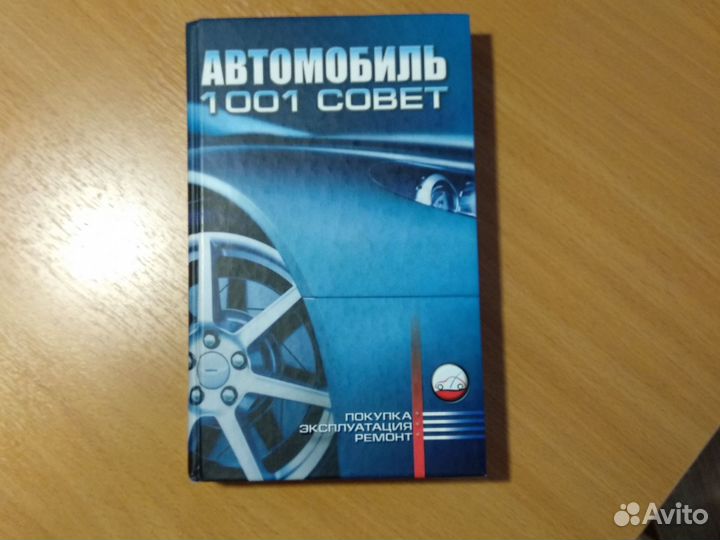 АВТОМОБИЛЬ
1001 СОВЕТ
ПОКУПКА
ЭКСПЛУАТАЦИЯ
РЕМОНТ
Avito